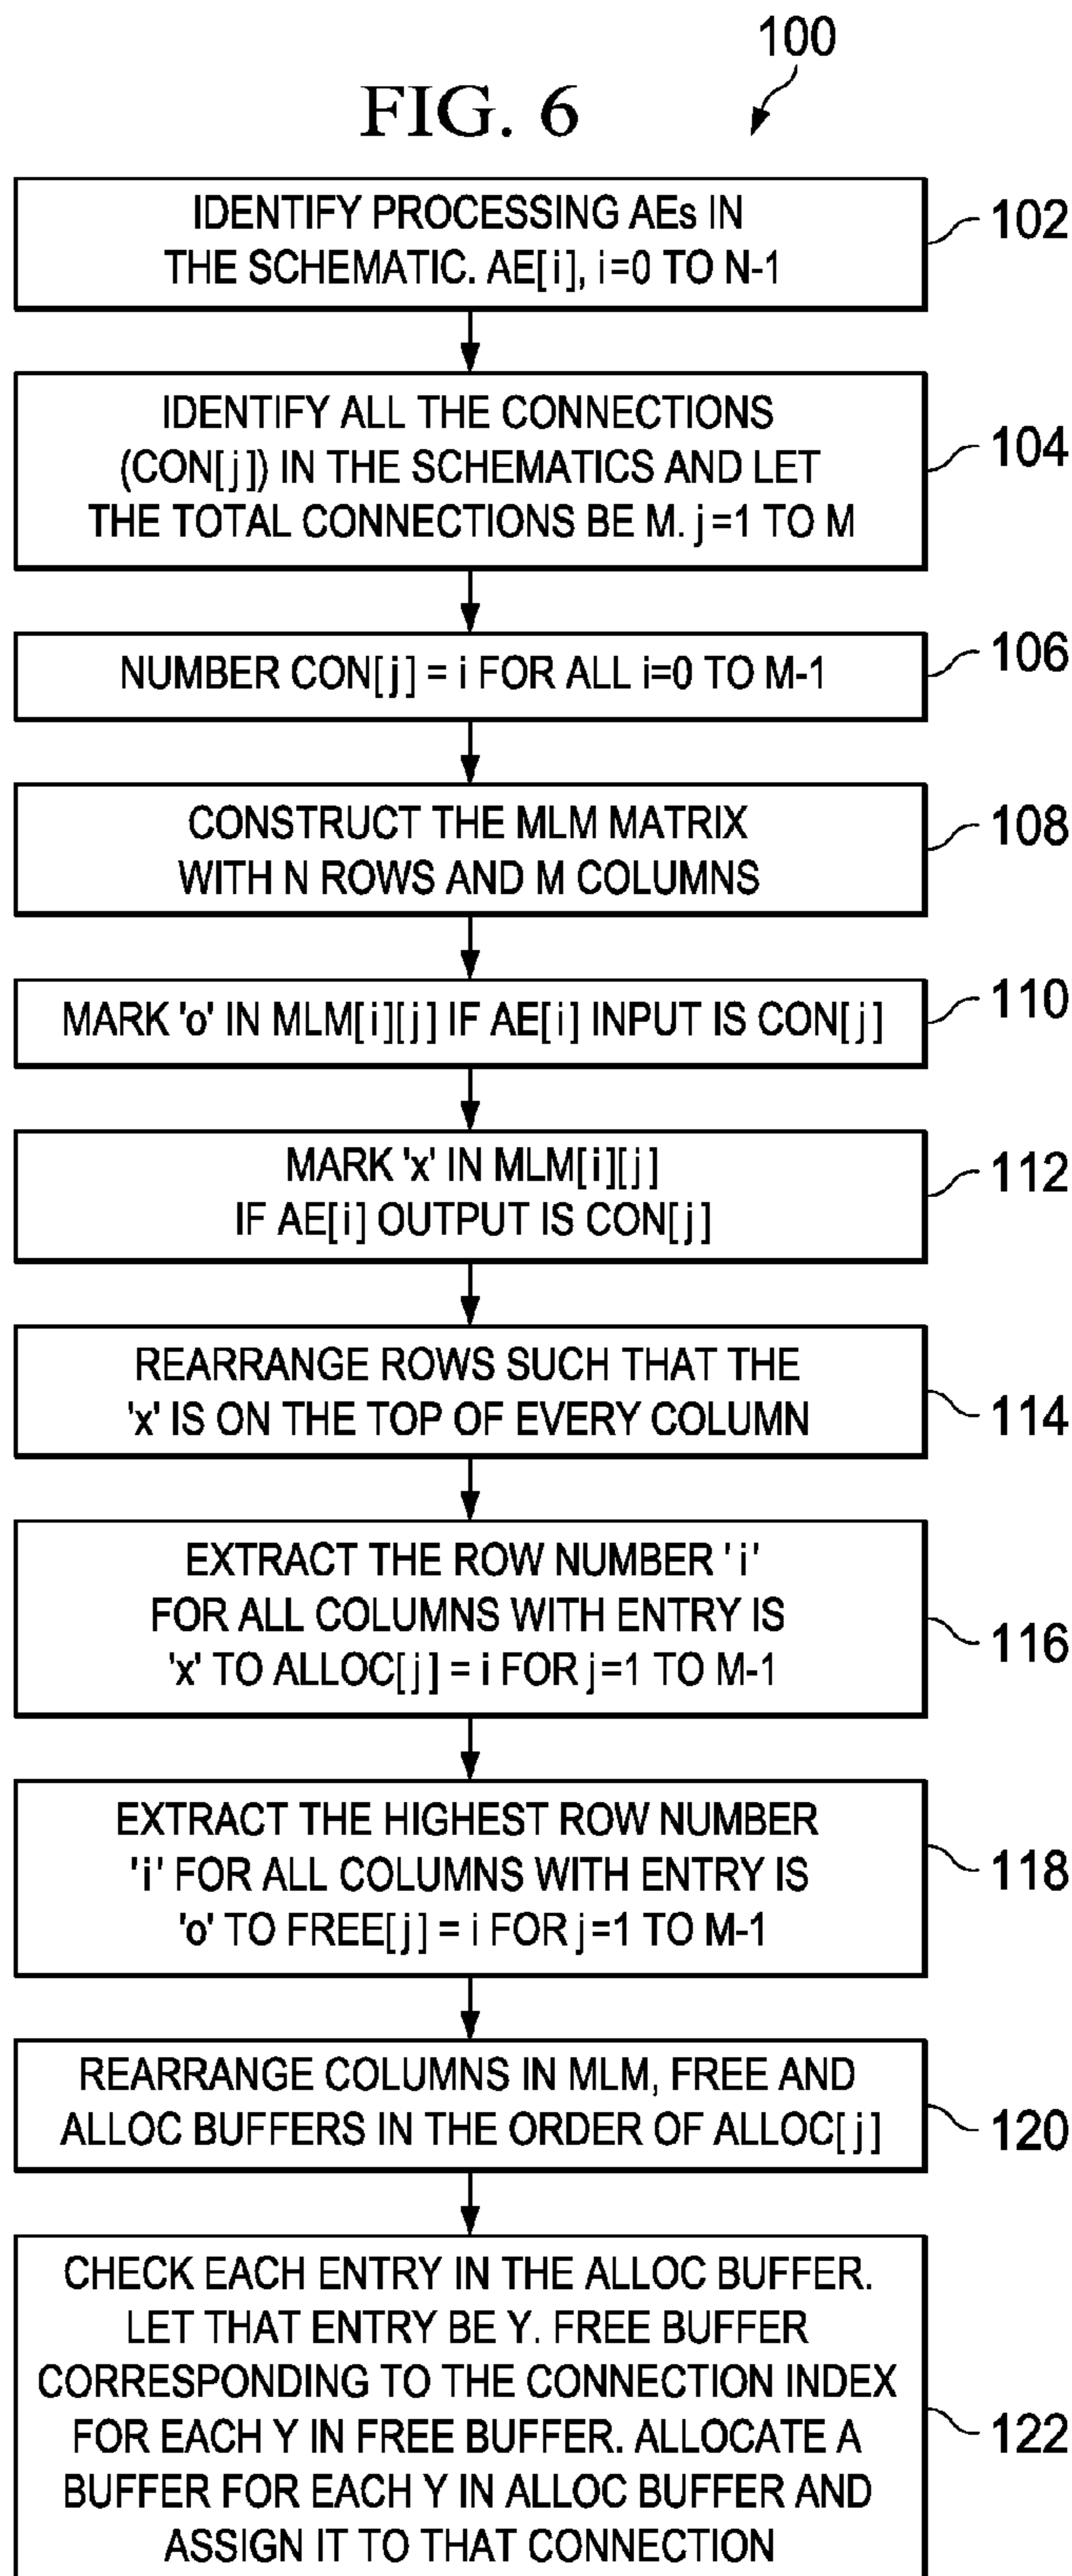 100
FIG. 6
IDENTIFY PROCESSING AEs IN
THE SCHEMATIC. AE[i], i=0 TO N-1
102
IDENTIFY ALL THE CONNECTIONS
(CON[j]) IN THE SCHEMATICS AND LET
THE TOTAL CONNECTIONS BE M. j=1 TO M
104
NUMBER CON[j] = i FOR ALL i=0 TO M-1
106
CONSTRUCT THE MLM MATRIX
WITH N ROWS AND M COLUMNS
108
MARK 'o' IN MLM[i][j] IF AE[i] INPUT IS CON[j]
110
MARK 'x' IN MLM[i][j]
IF AE[i] OUTPUT IS CON[j]
112
REARRANGE ROWS SUCH THAT THE
'x' IS ON THE TOP OF EVERY COLUMN
114
EXTRACT THE ROW NUMBER 'i'
FOR ALL COLUMNS WITH ENTRY IS
'x' TO ALLOC[j] = i FOR j=1 TO M-1
116
EXTRACT THE HIGHEST ROW NUMBER
'i' FOR ALL COLUMNS WITH ENTRY IS
'o' TO FREE[j] = i FOR j=1 TO M-1
118
REARRANGE COLUMNS IN MLM, FREE AND
ALLOC BUFFERS IN THE ORDER OF ALLOC[j]
120
CHECK EACH ENTRY IN THE ALLOC BUFFER.
LET THAT ENTRY BE Y. FREE BUFFER
CORRESPONDING TO THE CONNECTION INDEX
FOR EACH Y IN FREE BUFFER. ALLOCATE A
BUFFER FOR EACH Y IN ALLOC BUFFER AND
ASSIGN IT TO THAT CONNECTION
122